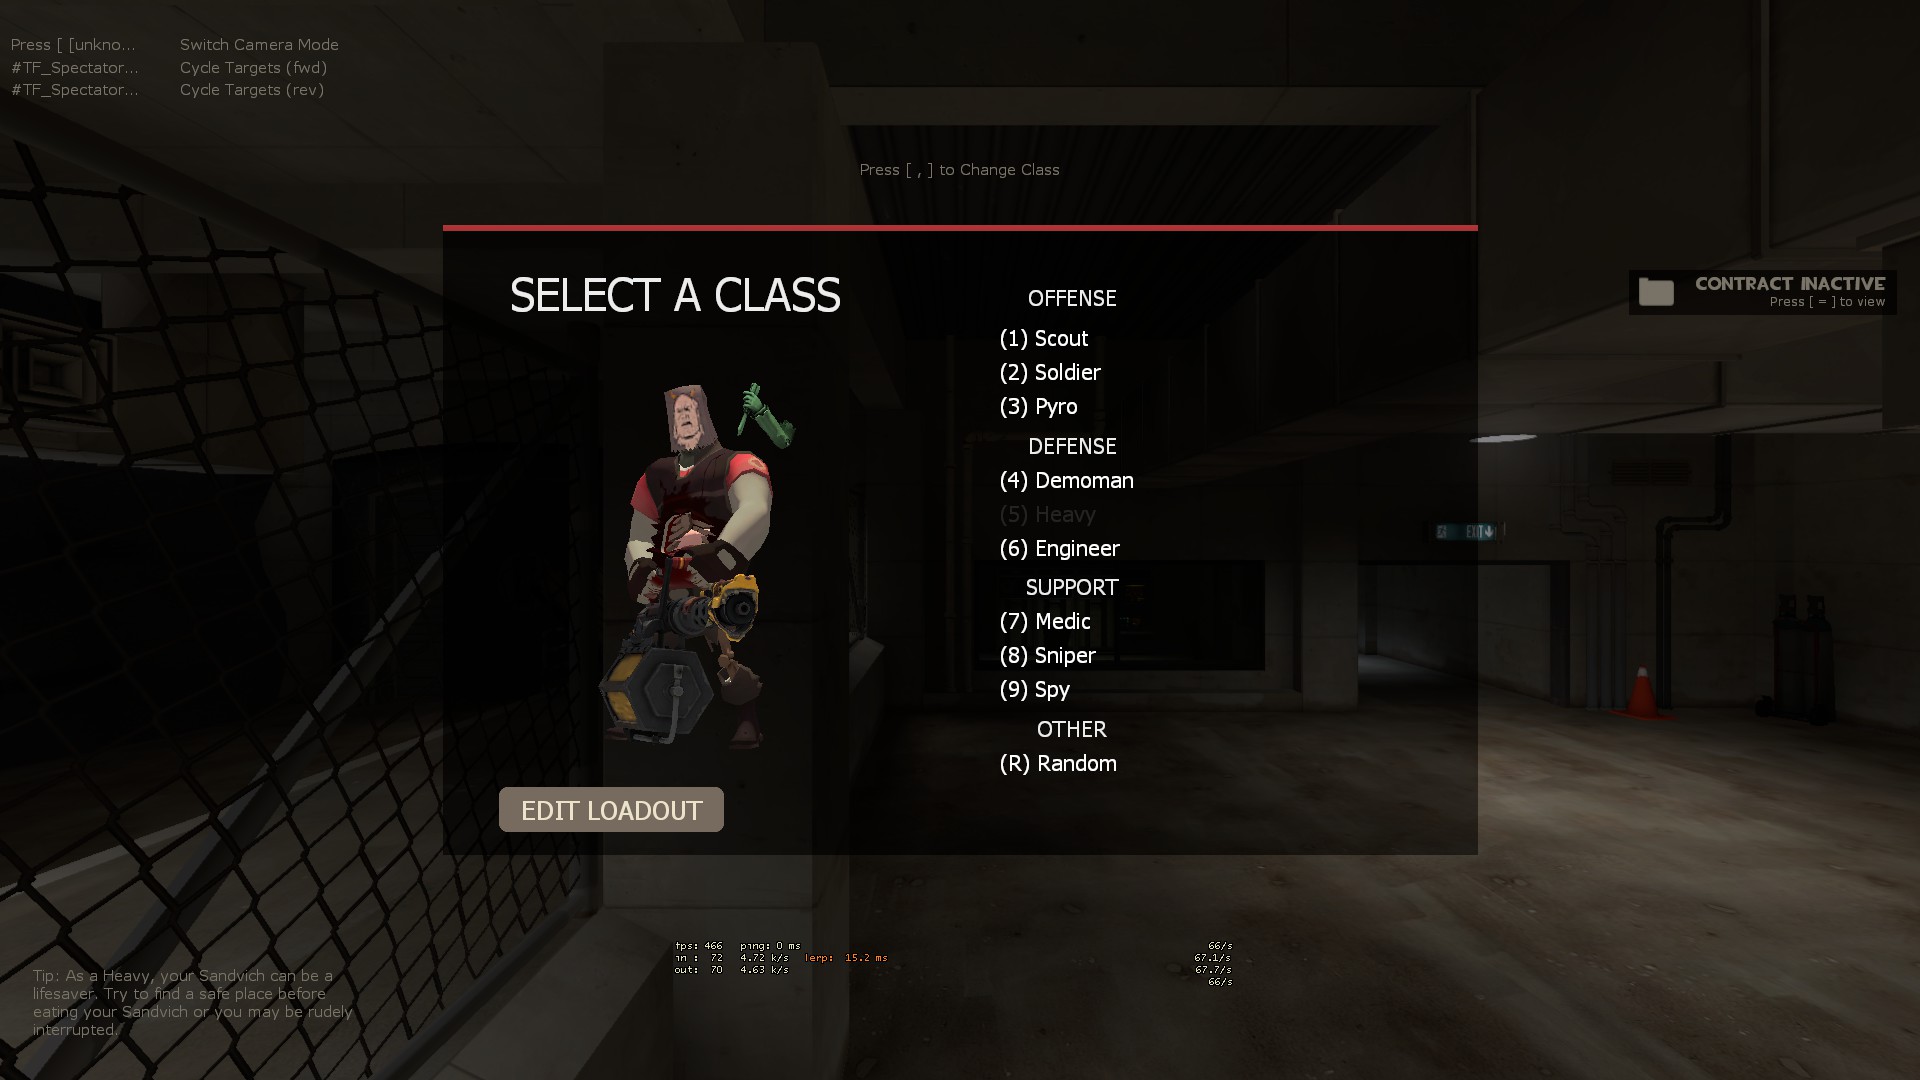 Press [ [unkno... Switch Camera Mode
#TF_Spectator... Cycle Targets (fwd)
#TF_Spectator... Cycle Targets (rev)
Press [ , ] to Change Class
SELECT A CLASS
OFFENSE
(1) Scout
(2) Soldier
(3) Pyro
DEFENSE
(4) Demoman
(5) Heavy
(6) Engineer
SUPPORT
(7) Medic
(8) Sniper
(9) Spy
OTHER
(R) Random
EDIT LOADOUT
CONTRACT INACTIVE
Press [ = ] to view
EXIT
fps: 466 ping: 0 ms
in : 72 4.72 k/s lerp: 15.2 ms
out: 70 4.63 k/s
66/s
67.1/s
67.7/s
66/s
Tip: As a Heavy, your Sandvich can be a
lifesaver. Try to find a safe place before
eating your Sandvich or you may be rudely
interrupted.